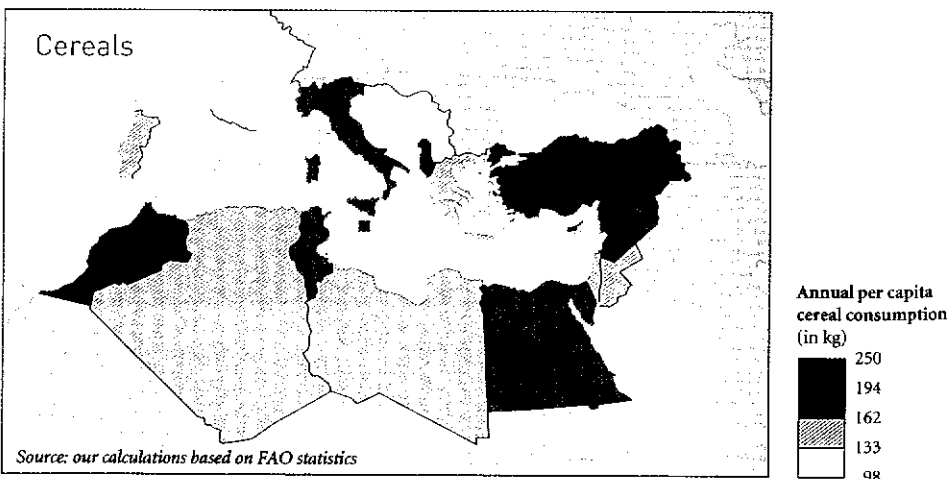 Cereals
Annual per capita
cereal consumption
(in kg)
250
194
162
133
98
Source: our calculations based on FAO statistics